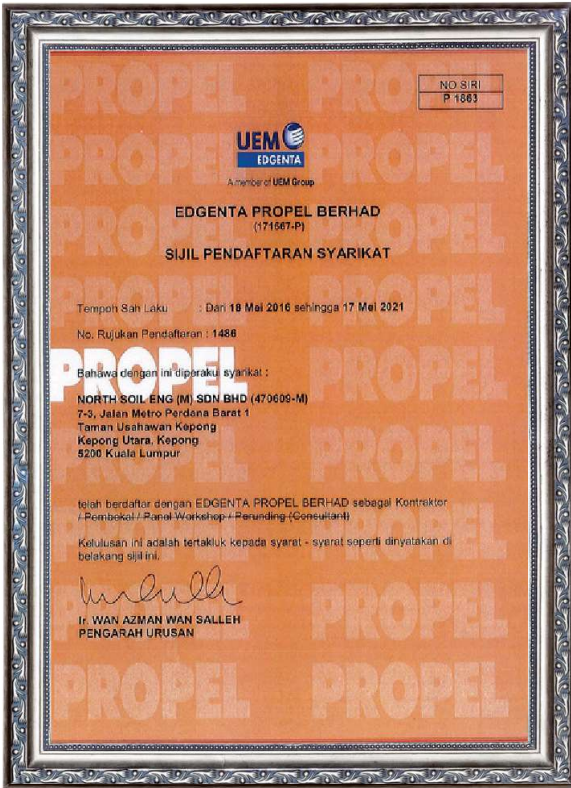 NO SIRI
P 1863
UEM
EDGENTA
A member of UEM Group
EDGENTA PROPEL BERHAD
(171567-P)
SIJIL PENDAFTARAN SYARIKAT
Tempoh Sah Laku : Dari 18 Mei 2016 sehingga 17 Mei 2021
No. Rujukan Pendaftaran : 1486
PROPEL
Bahawa dengan ini diperaku syarikat :
NORTH SOIL ENG (M) SDN BHD (470609-M)
7-3, Jalan Metro Perdana Barat 1
Taman Usahawan Kepong
Kepong Utara, Kepong
5200 Kuala Lumpur
telah berdaftar dengan EDGENTA PROPEL BERHAD sebagai Kontraktor
/ Pembekal / Panel Workshop / Perunding (Consultant)
Kelulusan ini adalah tertakluk kepada syarat - syarat seperti dinyatakan di
belakang sijil ini.
Ir. WAN AZMAN WAN SALLEH
PENGARAH URUSAN